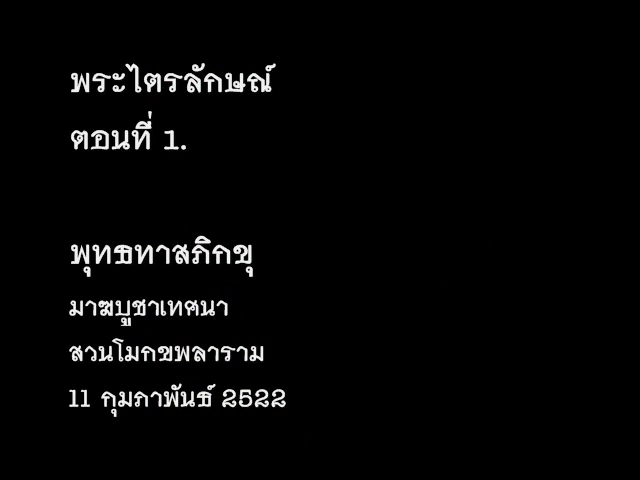 พระไตรลักษณ์
ตอนที่ 1.
พุทธทาสภิกขุ
มาฆบูชาเทศนา
สวนโมกขพลาราม
11 กุมภาพันธ์ 2522